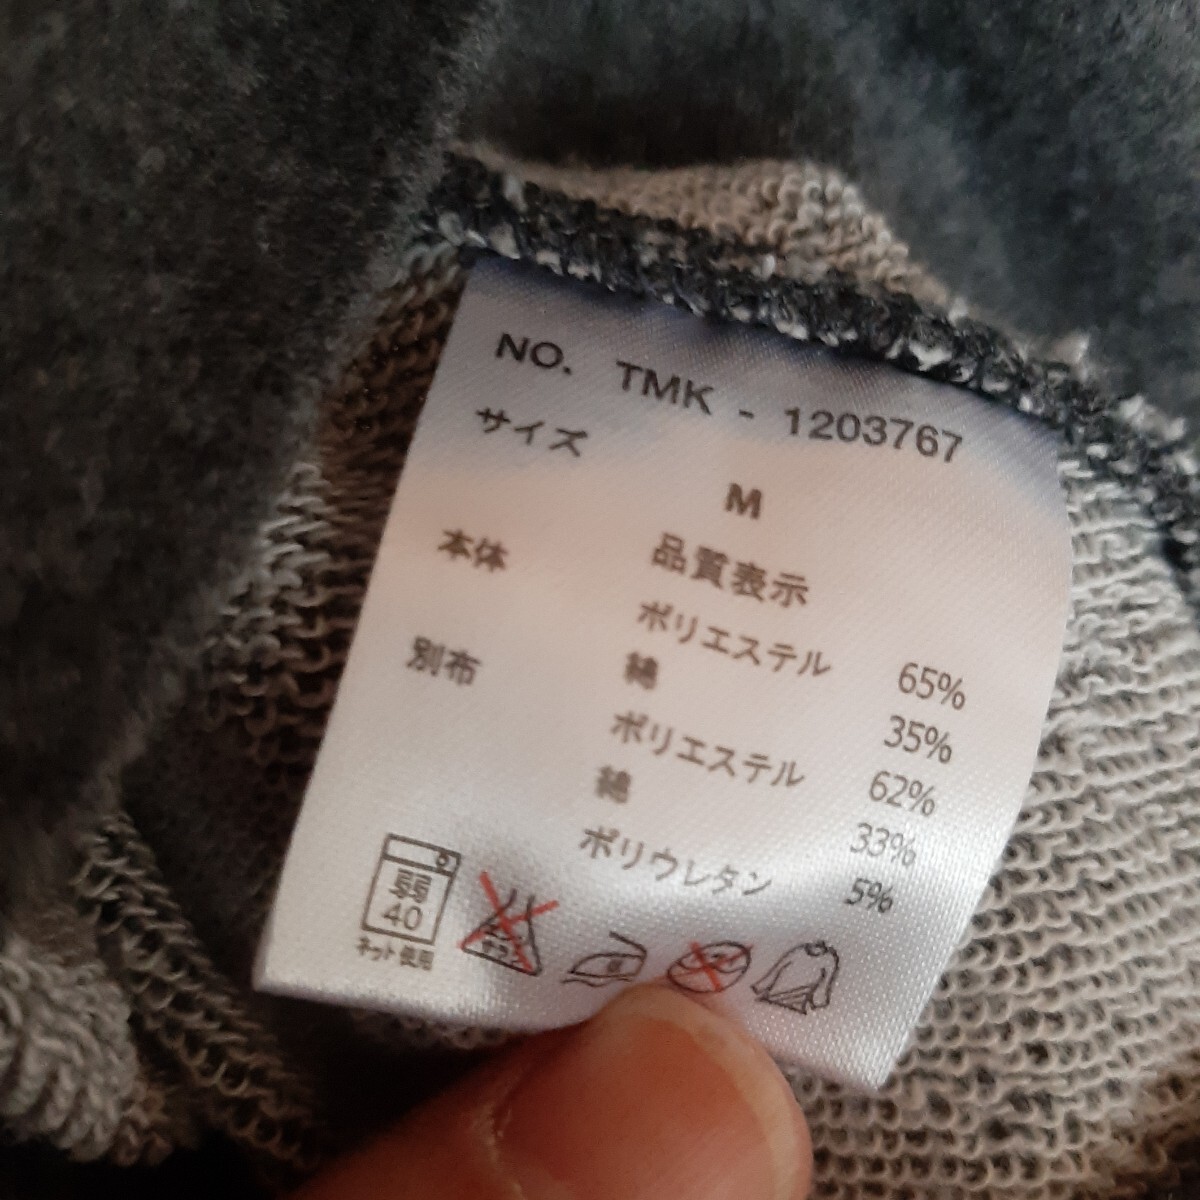 NO. TMK - 1203767
サイズ
M
品質表示
本体 ポリエステル 65%
綿 35%
別布 ポリエステル 62%
綿 33%
ポリウレタン 5%
弱
40
ネット使用